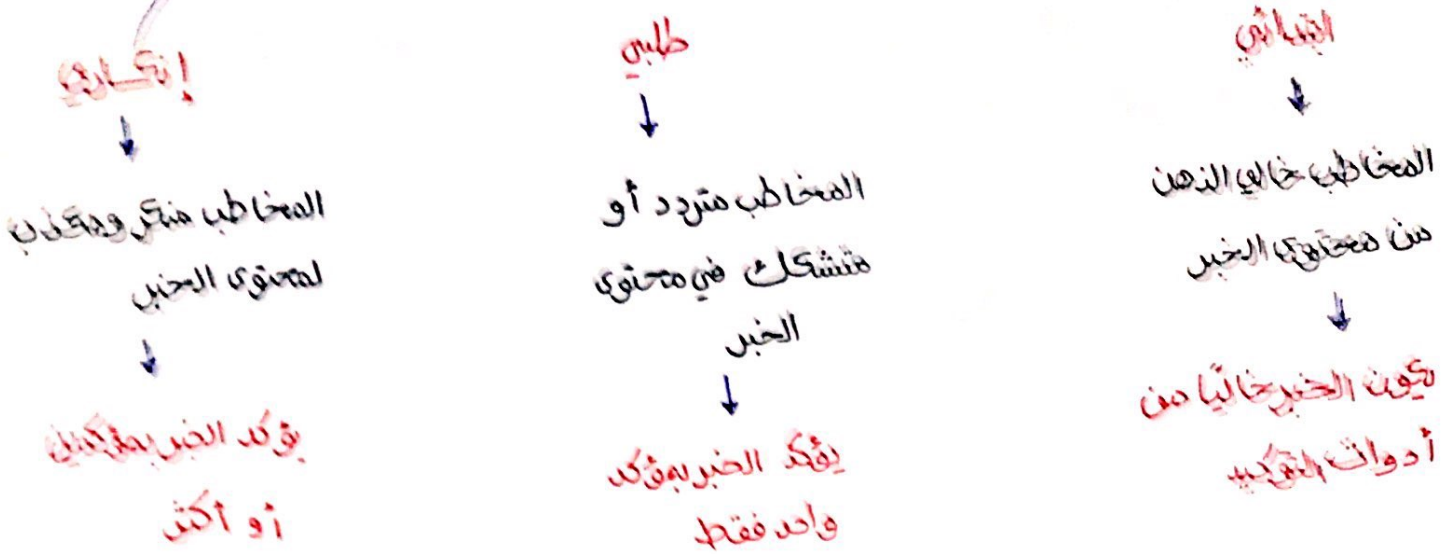 ابتدائي
المخاطب خالي الذهن
من محتوى الخبر
يكون الخبر خاليًا من
أدوات التوكيد
طلبي
المخاطب متردد أو
متشكك في محتوى
الخبر
يؤكد الخبر بمؤكد
واحد فقط
إنكاري
المخاطب منكر ومكذب
لمحتوى الخبر
يؤكد الخبر بمؤكدين
أو أكثر